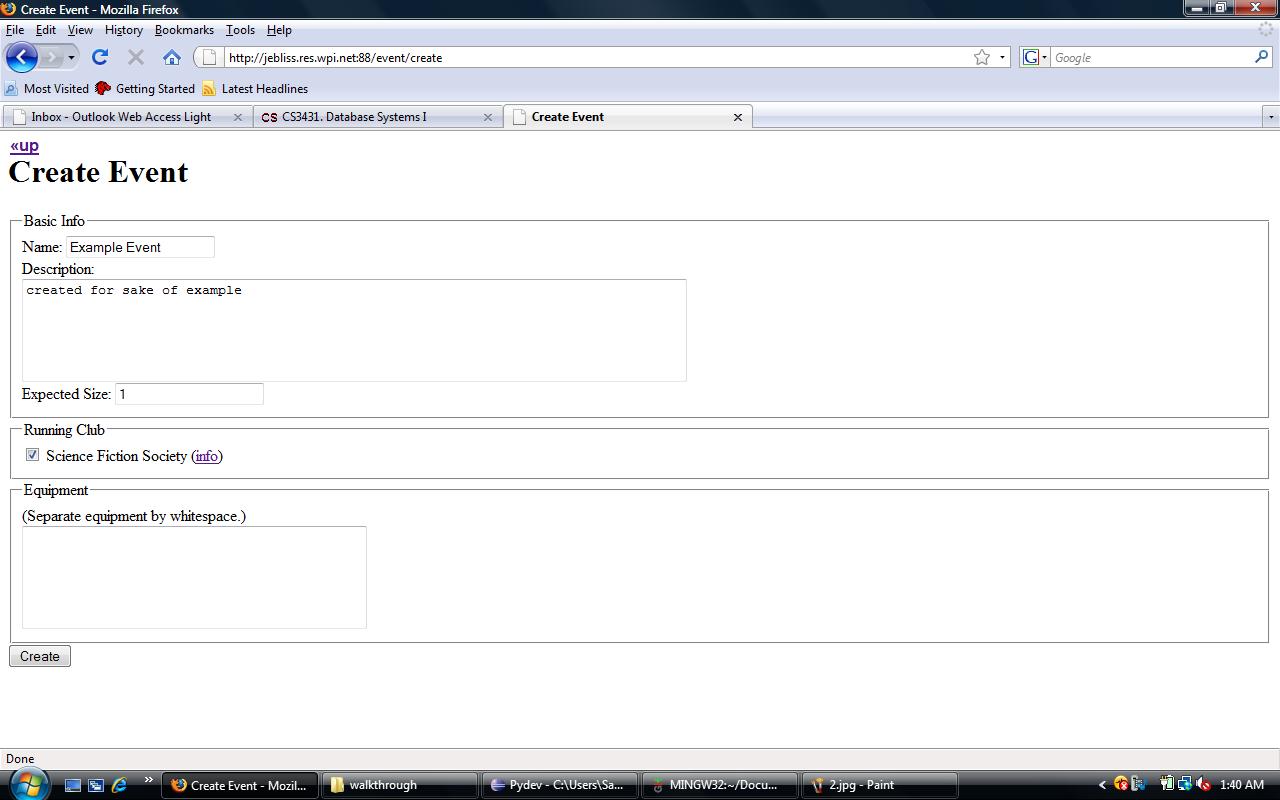 Create Event - Mozilla Firefox
File Edit View History Bookmarks Tools Help
http://jebliss.res.wpi.net:88/event/create
G Google
Most Visited Getting Started Latest Headlines
Inbox - Outlook Web Access Light CS CS3431. Database Systems I Create Event
«up
Create Event
Basic Info
Name: Example Event
Description:
created for sake of example
Expected Size: 1
Running Club
Science Fiction Society (info)
Equipment
(Separate equipment by whitespace.)
Create
Done
» Create Event - Mozil... walkthrough Pydev - C:\Users\Sa... MINGW32:~/Docu... 2.jpg - Paint < 1:40 AM